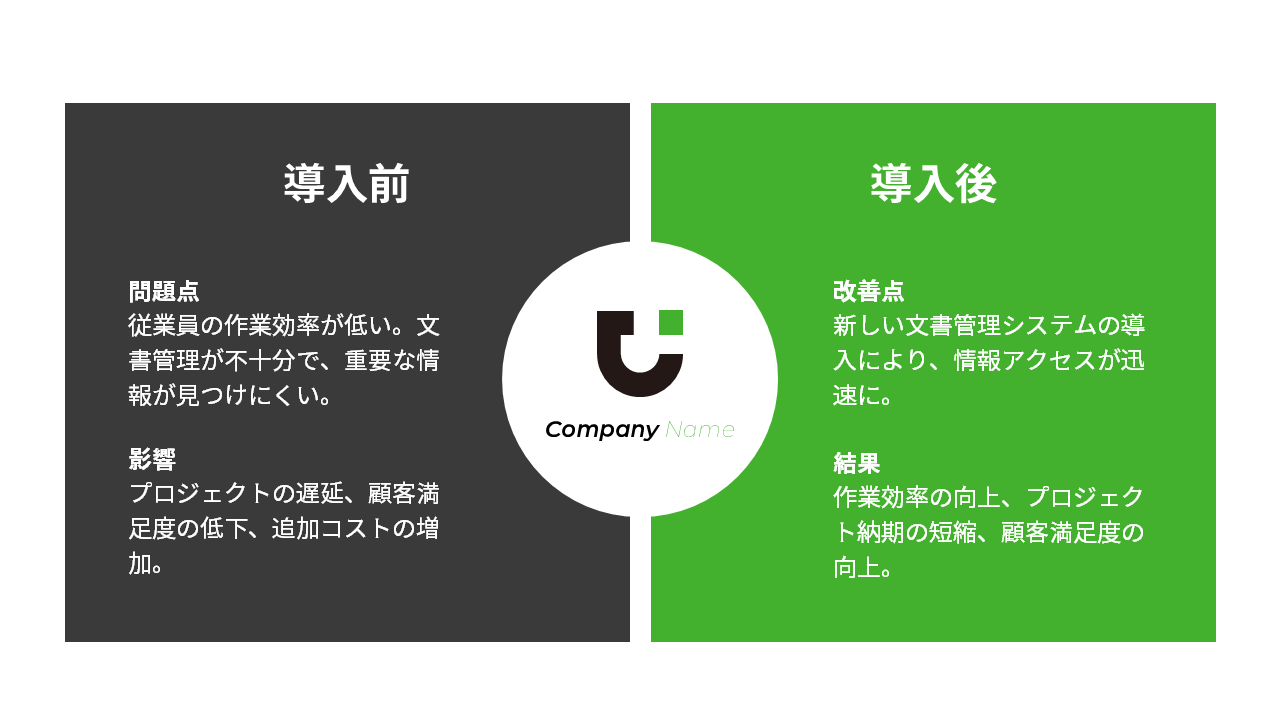 導入前
問題点
従業員の作業効率が低い。文
書管理が不十分で、重要な情
報が見つけにくい。
影響
プロジェクトの遅延、顧客満
足度の低下、追加コストの増
加。
Company Name
導入後
改善点
新しい文書管理システムの導
入により、情報アクセスが迅
速に。
結果
作業効率の向上、プロジェク
ト納期の短縮、顧客満足度の
向上。